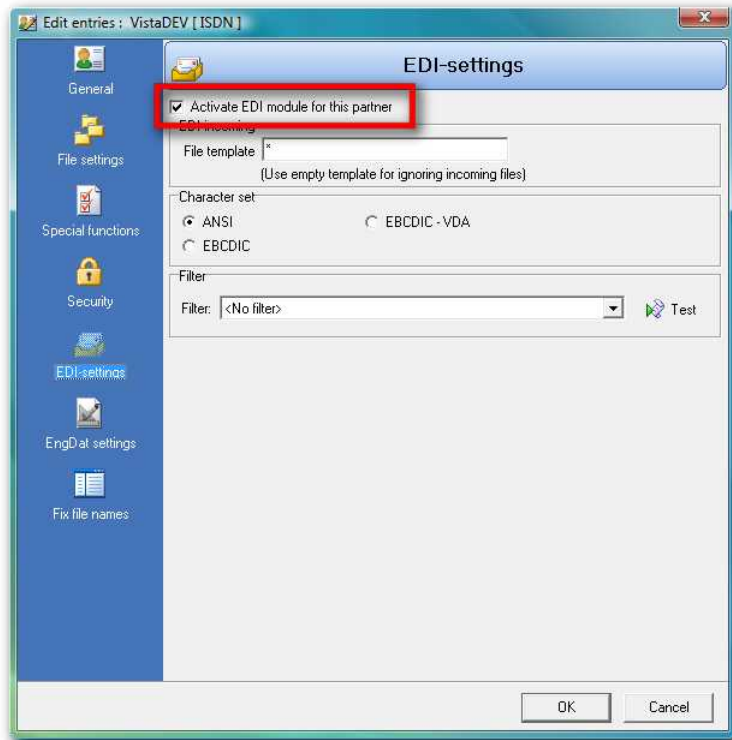 Edit entries : VistaDEV [ ISDN ]
General
File settings
Special functions
Security
EDI-settings
EngDat settings
Fix file names
EDI-settings
Activate EDI module for this partner
EDI incoming
File template *
(Use empty template for ignoring incoming files)
Character set
ANSI
EBCDIC - VDA
EBCDIC
Filter
Filter: <No filter>
Test
OK
Cancel